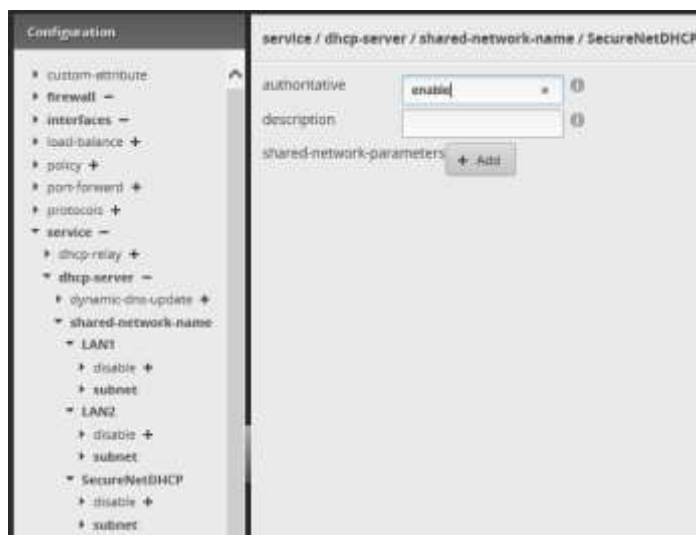 Configuration
custom-attribute
firewall −
interfaces −
load-balance +
policy +
port-forward +
protocols +
service −
dhcp-relay +
dhcp-server −
dynamic-dns-update +
shared-network-name
LAN1
disable +
subnet
LAN2
disable +
subnet
SecureNetDHCP
disable +
subnet
service / dhcp-server / shared-network-name / SecureNetDHCP
authoritative enable
description
shared-network-parameters + Add